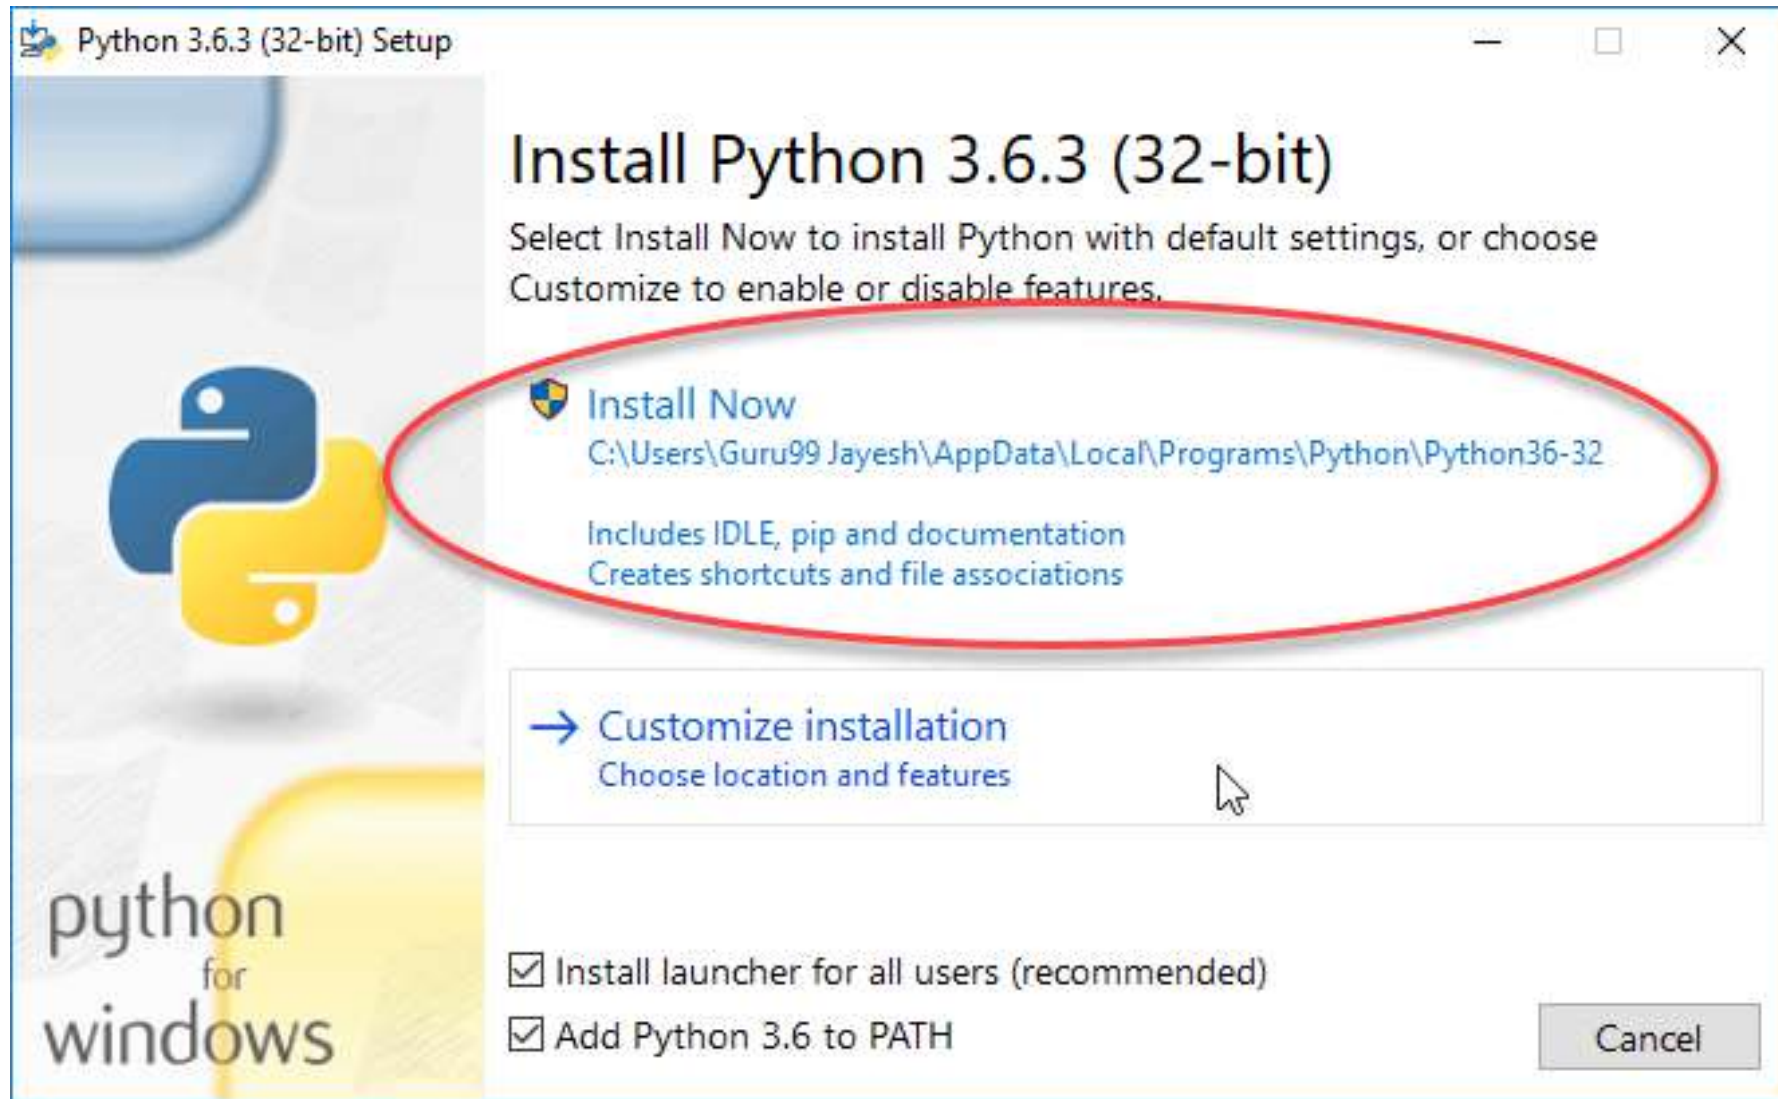 Python 3.6.3 (32-bit) Setup
Install Python 3.6.3 (32-bit)
Select Install Now to install Python with default settings, or choose
Customize to enable or disable features.
Install Now
C:\Users\Guru99 Jayesh\AppData\Local\Programs\Python\Python36-32
Includes IDLE, pip and documentation
Creates shortcuts and file associations
Customize installation
Choose location and features
python
for
windows
Install launcher for all users (recommended)
Add Python 3.6 to PATH
Cancel